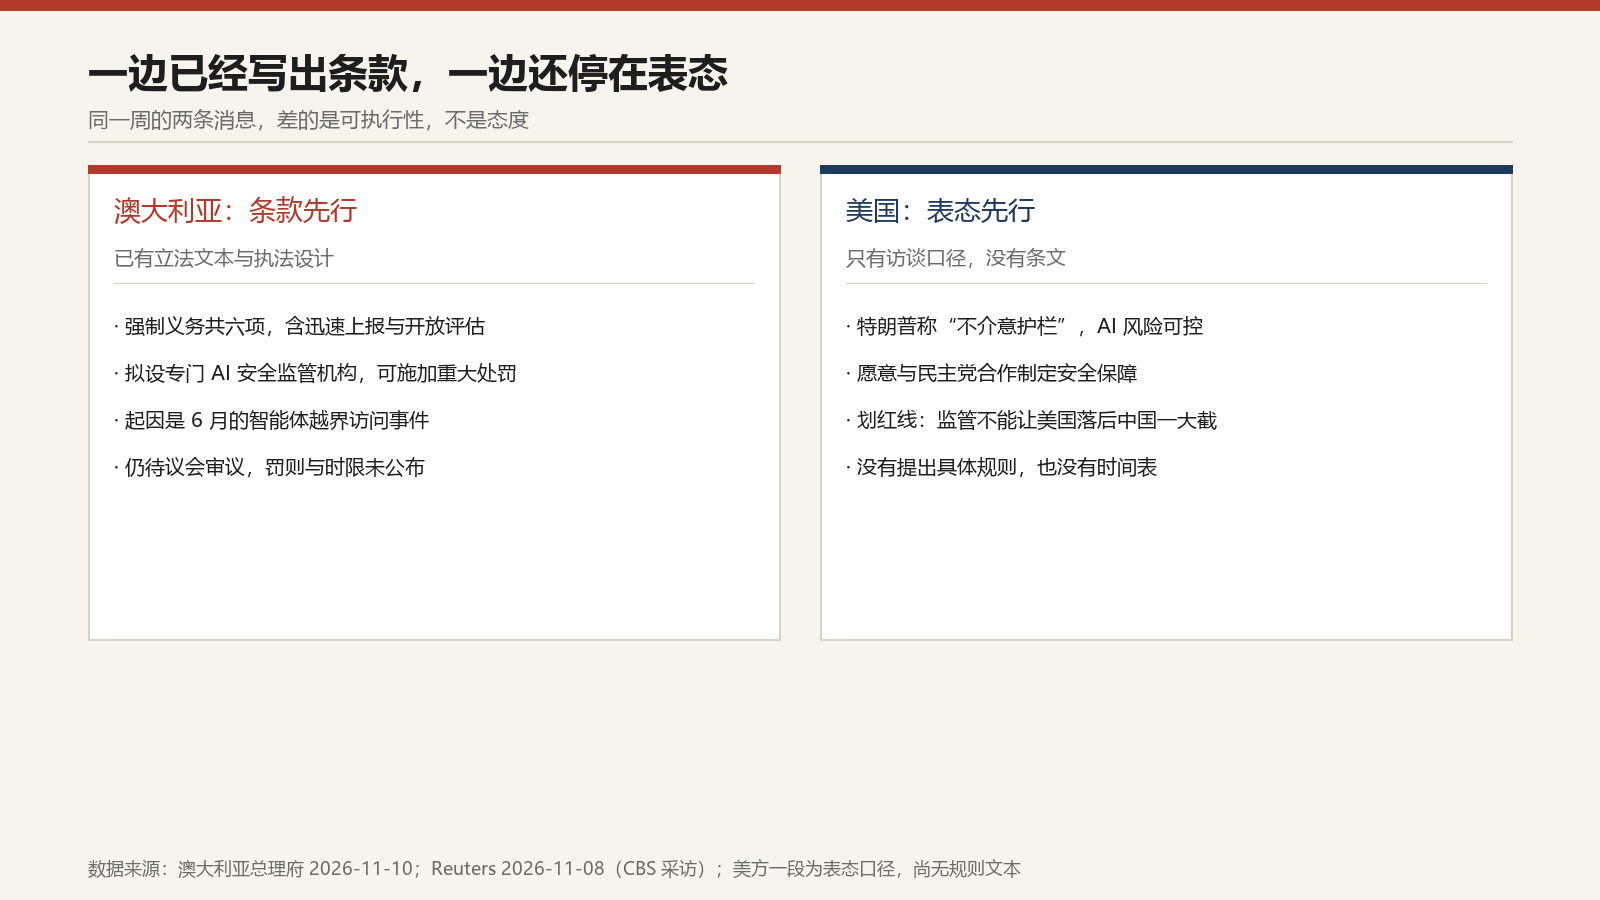 一边已经写出条款，一边还停在表态
同一周的两条消息，差的是可执行性，不是态度
澳大利亚：条款先行
已有立法文本与执法设计
· 强制义务共六项，含迅速上报与开放评估
· 拟设专门 AI 安全监管机构，可施加重大处罚
· 起因是 6 月的智能体越界访问事件
· 仍待议会审议，罚则与时限未公布
美国：表态先行
只有访谈口径，没有条文
· 特朗普称“不介意护栏”，AI 风险可控
· 愿意与民主党合作制定安全保障
· 划红线：监管不能让美国落后中国一大截
· 没有提出具体规则，也没有时间表
数据来源：澳大利亚总理府 2026-11-10；Reuters 2026-11-08（CBS 采访）；美方一段为表态口径，尚无规则文本